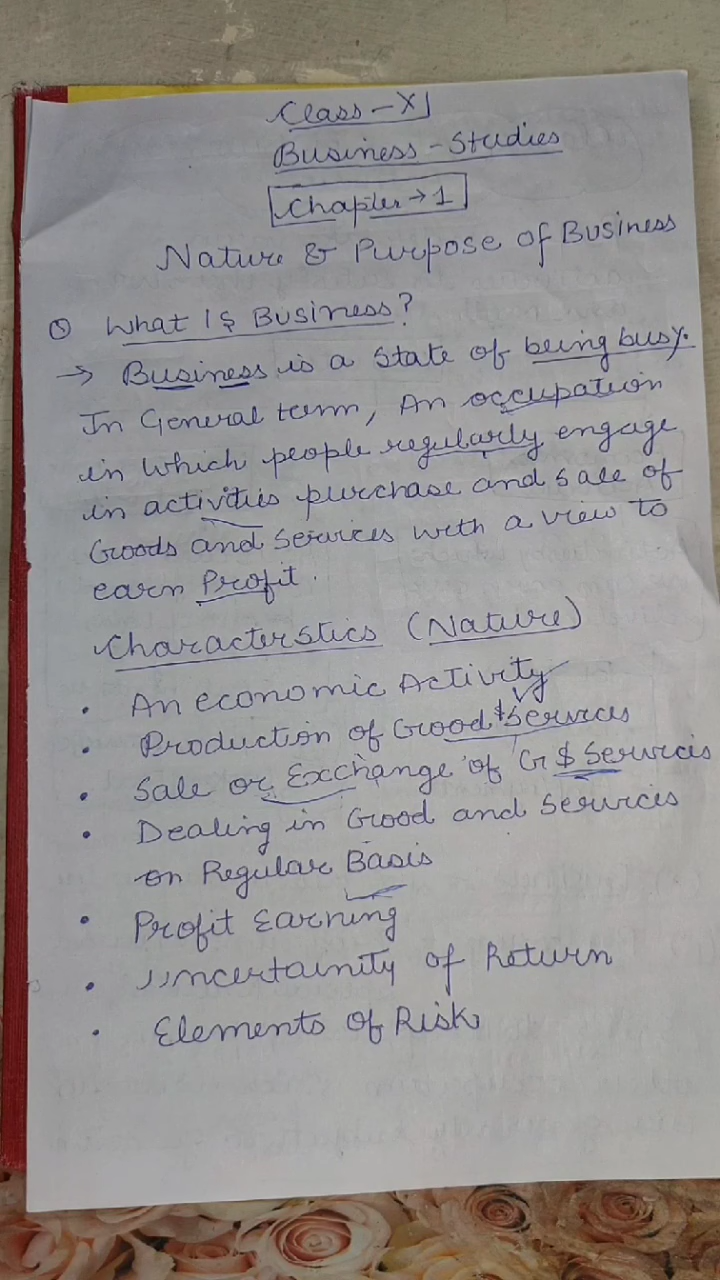 Class-XI
Business-Studies
Chapter→1
Nature & Purpose of Business
What Is Business?
→ Business is a state of being busy.
In General term, An occupation
in which people regularly engage
in activities purchase and sale of
Goods and Services with a view to
earn Profit.
Characterstics (Nature)
• An economic Activity
• Production of Good & Services
• Sale or Exchange of G & Services
• Dealing in Good and Services
on Regular Basis
• Profit Earning
• Uncertainity of Return
• Elements of Risk